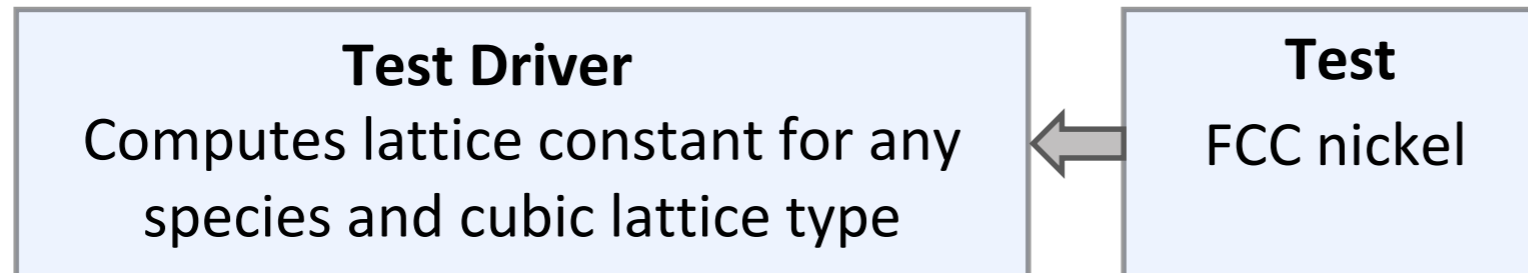 Test Driver
Computes lattice constant for any
species and cubic lattice type
Test
FCC nickel